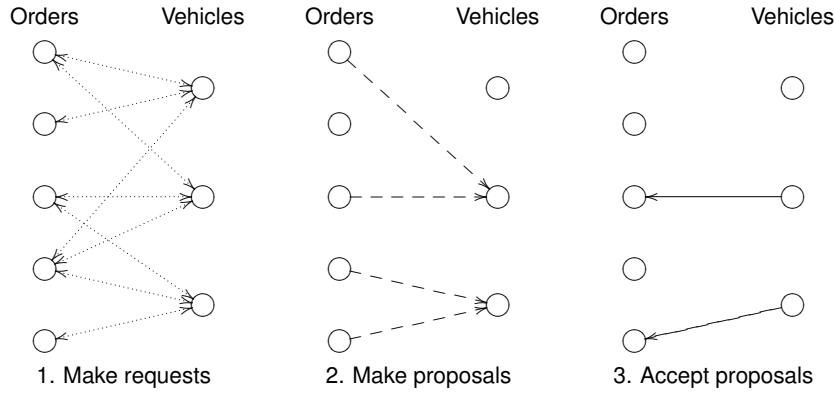 Orders Vehicles Orders Vehicles Orders Vehicles
1. Make requests 2. Make proposals 3. Accept proposals